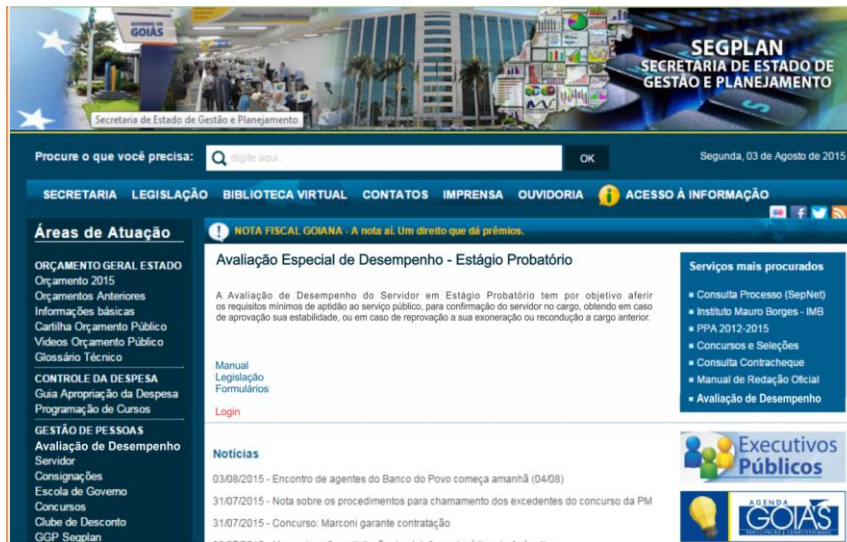 GOVERNO DE
GOIÁS
SEGPLAN
SECRETARIA DE ESTADO DE
GESTÃO E PLANEJAMENTO
Secretaria de Estado de Gestão e Planejamento
Procure o que você precisa:
digite aqui...
OK
Segunda, 03 de Agosto de 2015
SECRETARIA LEGISLAÇÃO BIBLIOTECA VIRTUAL CONTATOS IMPRENSA OUVIDORIA ACESSO À INFORMAÇÃO
Áreas de Atuação
ORÇAMENTO GERAL ESTADO
Orçamento 2015
Orçamentos Anteriores
Informações básicas
Cartilha Orçamento Público
Videos Orçamento Público
Glossário Técnico
CONTROLE DA DESPESA
Guia Apropriação da Despesa
Programação de Cursos
GESTÃO DE PESSOAS
Avaliação de Desempenho
Servidor
Consignações
Escola de Governo
Concursos
Clube de Desconto
GGP Segplan
NOTA FISCAL GOIANA - A nota aí. Um direito que dá prêmios.
Avaliação Especial de Desempenho - Estágio Probatório
A Avaliação de Desempenho do Servidor em Estágio Probatório tem por objetivo aferir
os requisitos mínimos de aptidão ao serviço público, para confirmação do servidor no cargo, obtendo em caso
de aprovação sua estabilidade, ou em caso de reprovação a sua exoneração ou recondução a cargo anterior.
Manual
Legislação
Formulários
Login
Notícias
03/08/2015 - Encontro de agentes do Banco do Povo começa amanhã (04/08)
31/07/2015 - Nota sobre os procedimentos para chamamento dos excedentes do concurso da PM
31/07/2015 - Concurso: Marconi garante contratação
Serviços mais procurados
Consulta Processo (SepNet)
Instituto Mauro Borges - IMB
PPA 2012-2015
Concursos e Seleções
Consulta Contracheque
Manual de Redação Oficial
Avaliação de Desempenho
Executivos
Públicos
AGENDA
GOIÁS